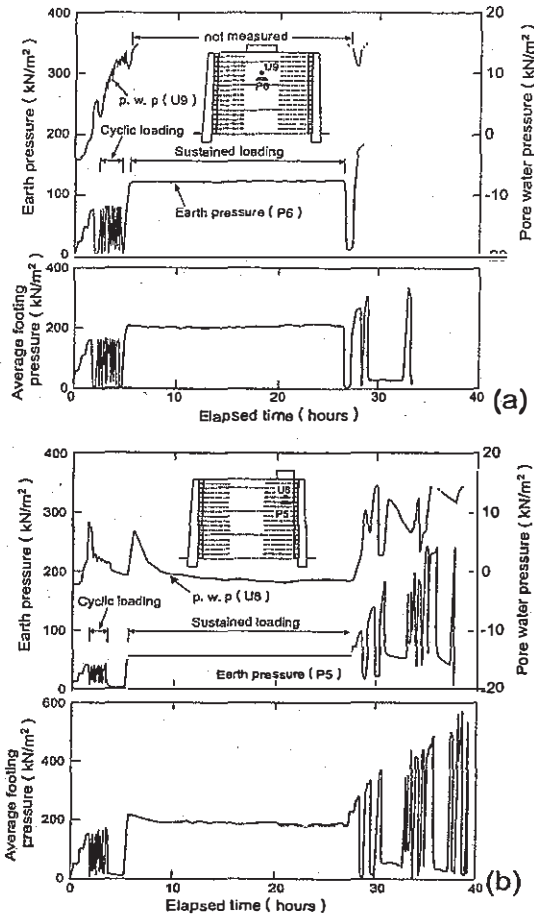 400
300
200
100
0
Earth pressure ( kN/m² )
not measured
U9
P6
p. w. p ( U9 )
Cyclic loading
Sustained loading
Earth pressure ( P6 )
20
10
0
-10
-20
Pore water pressure ( kN/m² )
400
200
0
Average footing
pressure ( kN/m² )
0
10
20
30
40
Elapsed time ( hours )
(a)
400
300
200
100
0
Earth pressure ( kN/m² )
U8
P5
p. w. p ( U8 )
Cyclic loading
Sustained loading
Earth pressure ( P5 )
20
10
0
-10
-20
Pore water pressure ( kN/m² )
600
400
200
0
Average footing
pressure ( kN/m² )
0
10
20
30
40
Elapsed time ( hours )
(b)